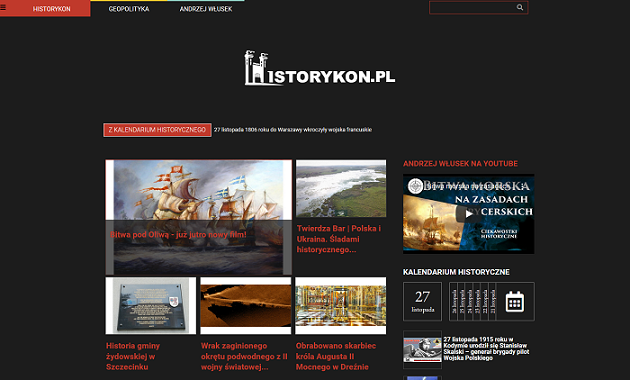 HISTORYKON
GEOPOLITYKA
ANDRZEJ WŁUSEK
HISTORYKON.PL
Z KALENDARIUM HISTORYCZNEGO
27 listopada 1806 roku do Warszawy wkroczyły wojska francuskie
Bitwa pod Oliwą - już jutro nowy film!
Twierdza Bar | Polska i
Ukraina. Śladami
historycznego...
Historia gminy
żydowskiej w
Szczecinku
Wrak zaginionego
okrętu podwodnego z II
wojny światowej...
Obrabowano skarbiec
króla Augusta II
Mocnego w Dreźnie
ANDRZEJ WŁUSEK NA YOUTUBE
BITWA MORSKA
NA ZASADACH
CERSKICH
CIEKAWOSTKI
HISTORYCZNE
KALENDARIUM HISTORYCZNE
27
listopada
26 listopada
25 listopada
24 listopada
23 listopada
22 listopada
21 listopada
27 listopada 1915 roku w
Kodymie urodził się Stanisław
Skalski – generał brygady pilot
Wojska Polskiego